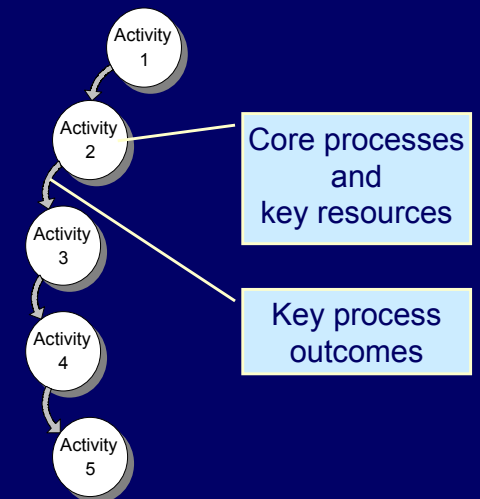 Activity
1
Activity
2
Core processes
and
key resources
Activity
3
Key process
outcomes
Activity
4
Activity
5